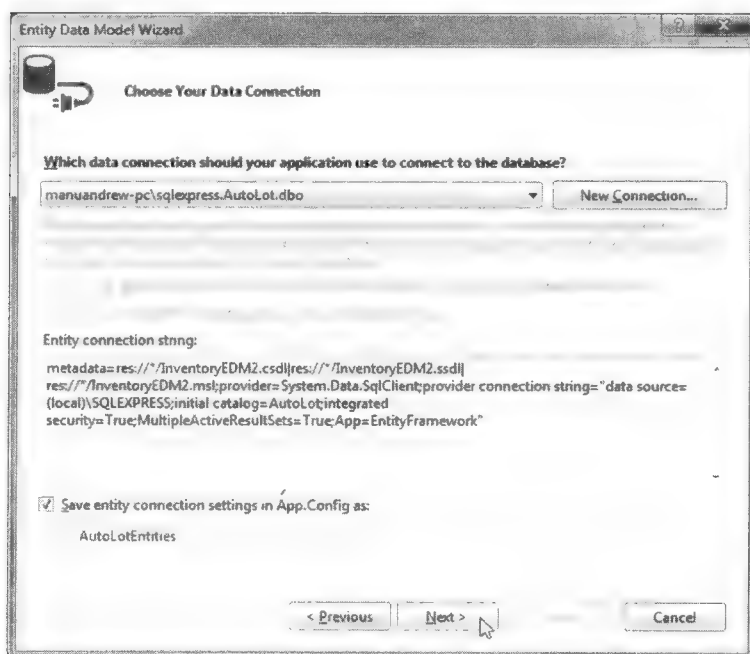 Entity Data Model Wizard
Choose Your Data Connection
Which data connection should your application use to connect to the database?
manuandrew-pc\sqlexpress.AutoLot.dbo
New Connection...
Entity connection string:
metadata=res://*/InventoryEDM2.csdl|res://*/InventoryEDM2.ssdl|
res://*/InventoryEDM2.msl;provider=System.Data.SqlClient;provider connection string="data source=
(local)\SQLEXPRESS;initial catalog=AutoLot;integrated
security=True;MultipleActiveResultSets=True;App=EntityFramework"
Save entity connection settings in App.Config as:
AutoLotEntities
< Previous
Next >
Cancel